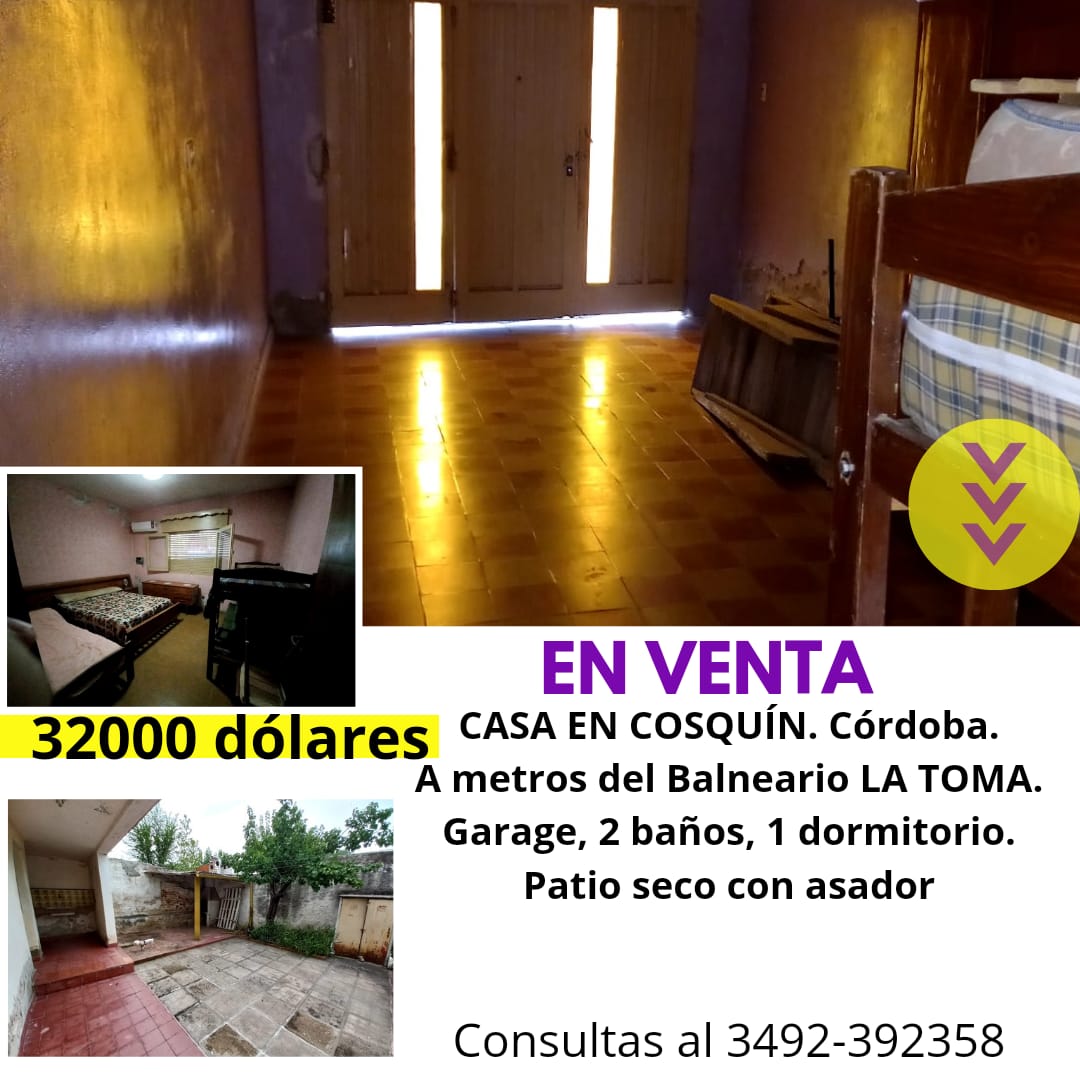 EN VENTA
32000 dólares
CASA EN COSQUÍN. Córdoba.
A metros del Balneario LA TOMA.
Garage, 2 baños, 1 dormitorio.
Patio seco con asador
Consultas al 3492-392358